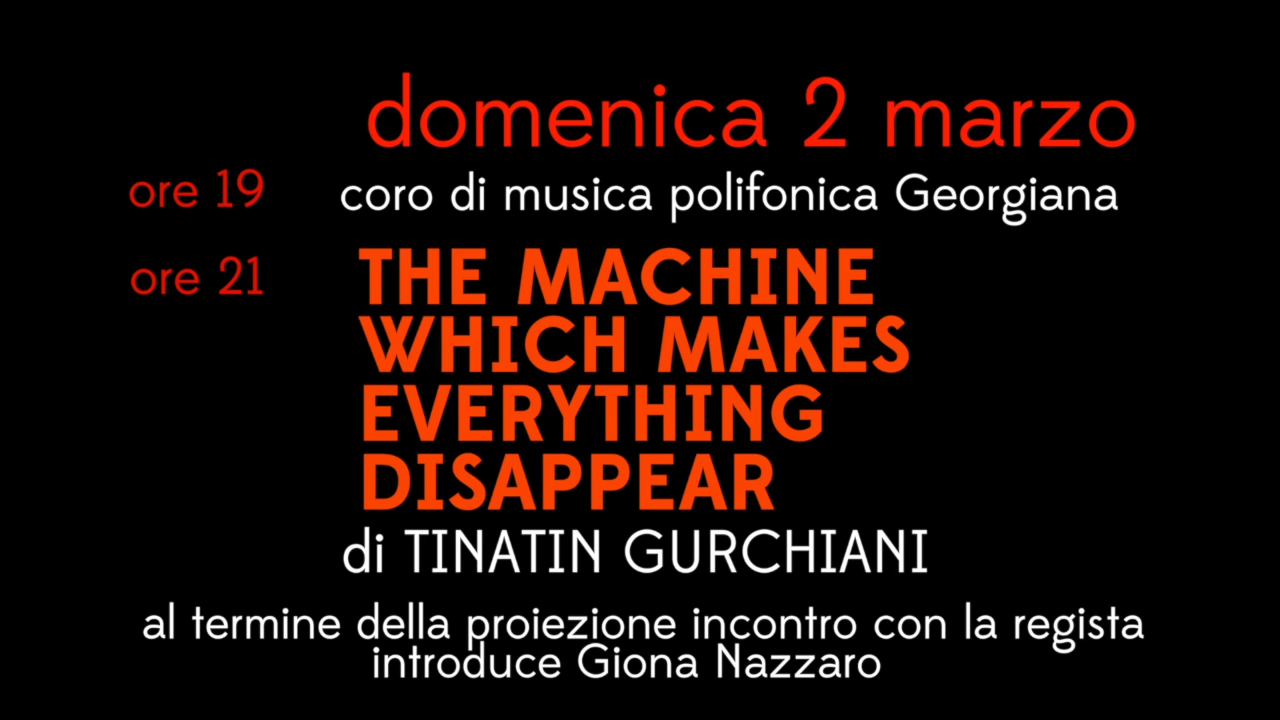 domenica 2 marzo
ore 19 coro di musica polifonica Georgiana
ore 21 THE MACHINE
WHICH MAKES
EVERYTHING
DISAPPEAR
di TINATIN GURCHIANI
al termine della proiezione incontro con la regista
introduce Giona Nazzaro